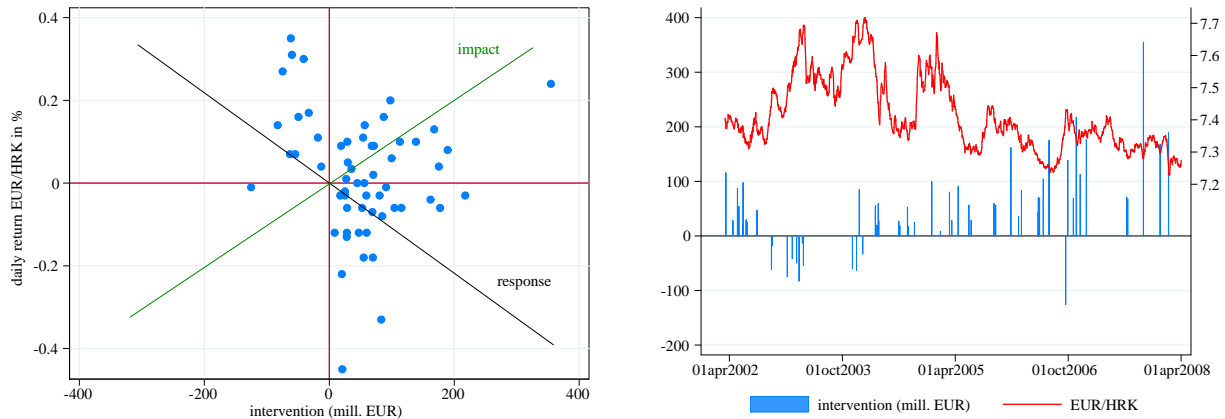 0.4
0.2
0
-0.2
-0.4
daily return EUR/HRK in %
impact
response
-400
-200
0
200
400
intervention (mill. EUR)
400
300
200
100
0
-100
-200
7.7
7.6
7.5
7.4
7.3
7.2
01apr2002
01oct2003
01apr2005
01oct2006
01apr2008
intervention (mill. EUR)
EUR/HRK